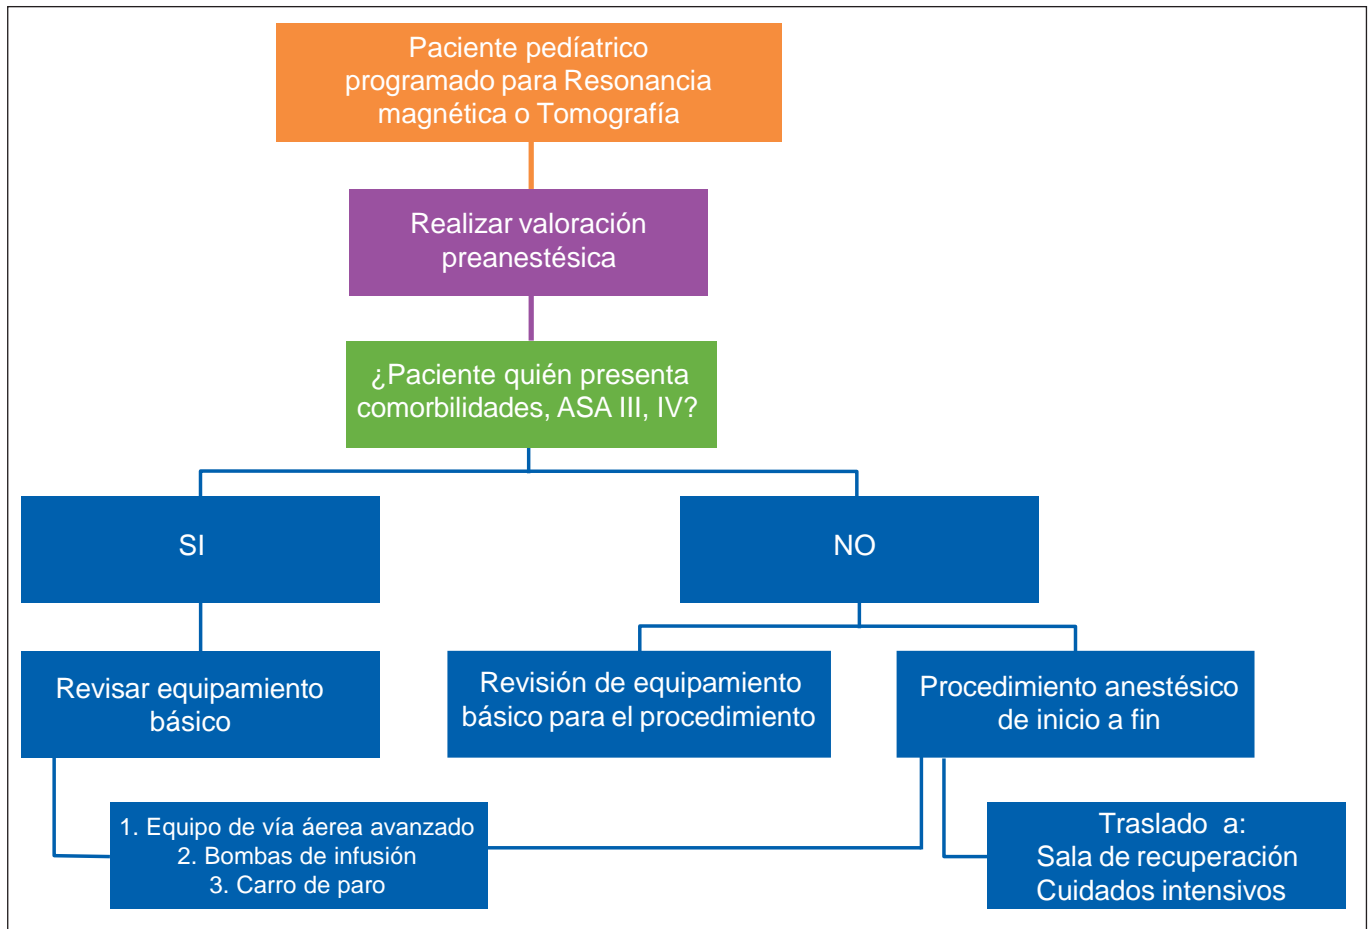 Paciente pedíatrico
programado para Resonancia
magnética o Tomografía
Realizar valoración
preanestésica
¿Paciente quién presenta
comorbilidades, ASA III, IV?
SI
NO
Revisar equipamiento
básico
Revisión de equipamiento
básico para el procedimiento
Procedimiento anestésico
de inicio a fin
1. Equipo de vía áerea avanzado
2. Bombas de infusión
3. Carro de paro
Traslado a:
Sala de recuperación
Cuidados intensivos